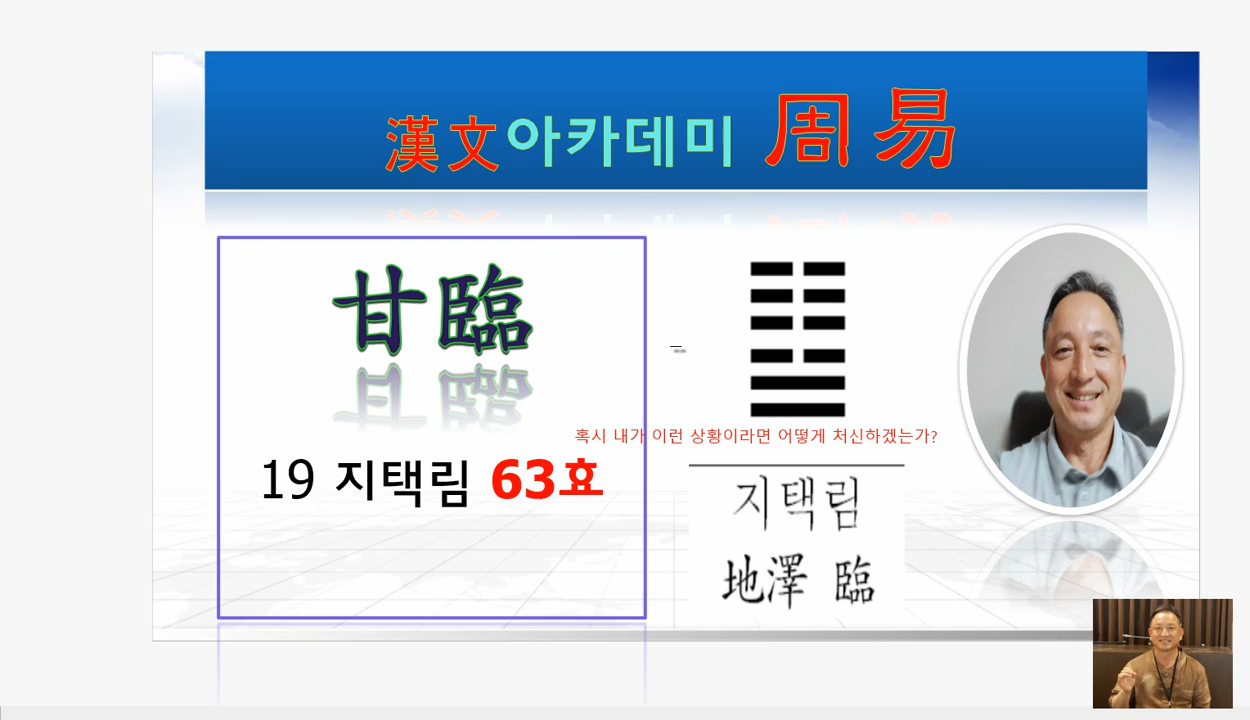 漢文아카데미 周易
甘臨
19 지택림 63효
혹시 내가 이런 상황이라면 어떻게 처신하겠는가?
지택림
地澤 臨